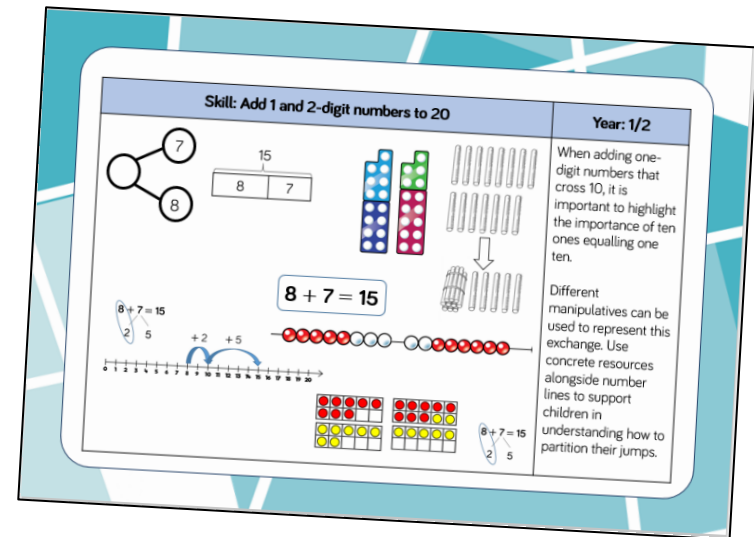 Skill: Add 1 and 2-digit numbers to 20
Year: 1/2
7
8
15
8 7
8 + 7 = 15
8 + 7 = 15
2 5
+ 2 + 5
0 1 2 3 4 5 6 7 8 9 10 11 12 13 14 15 16 17 18 19 20
8 + 7 = 15
2 5
When adding one-
digit numbers that
cross 10, it is
important to highlight
the importance of ten
ones equalling one
ten.
Different
manipulatives can be
used to represent this
exchange. Use
concrete resources
alongside number
lines to support
children in
understanding how to
partition their jumps.